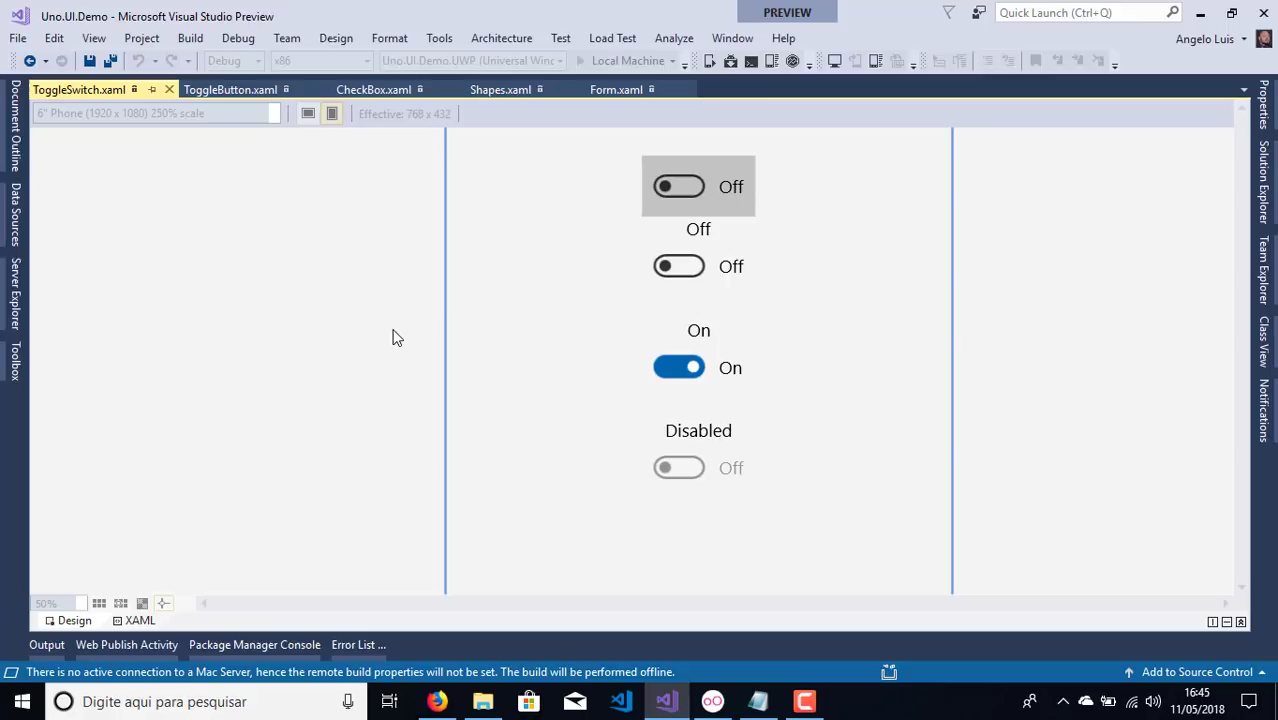 Uno.UI.Demo - Microsoft Visual Studio Preview
PREVIEW
Quick Launch (Ctrl+Q)
File Edit View Project Build Debug Team Design Format Tools Architecture Test Load Test Analyze Window Help
Angelo Luis
Debug x86 Uno.UI.Demo.UWP (Universal Winc Local Machine
ToggleSwitch.xaml ToggleButton.xaml CheckBox.xaml Shapes.xaml Form.xaml
6" Phone (1920 x 1080) 250% scale Effective: 768 x 432
Document Outline
Data Sources
Server Explorer
Toolbox
Off
Off
Off
On
On
Disabled
Off
Properties
Solution Explorer
Team Explorer
Class View
Notifications
50%
Design XAML
Output Web Publish Activity Package Manager Console Error List ...
There is no active connection to a Mac Server, hence the remote build properties will not be set. The build will be performed offline.
Add to Source Control
Digite aqui para pesquisar
16:45
11/05/2018